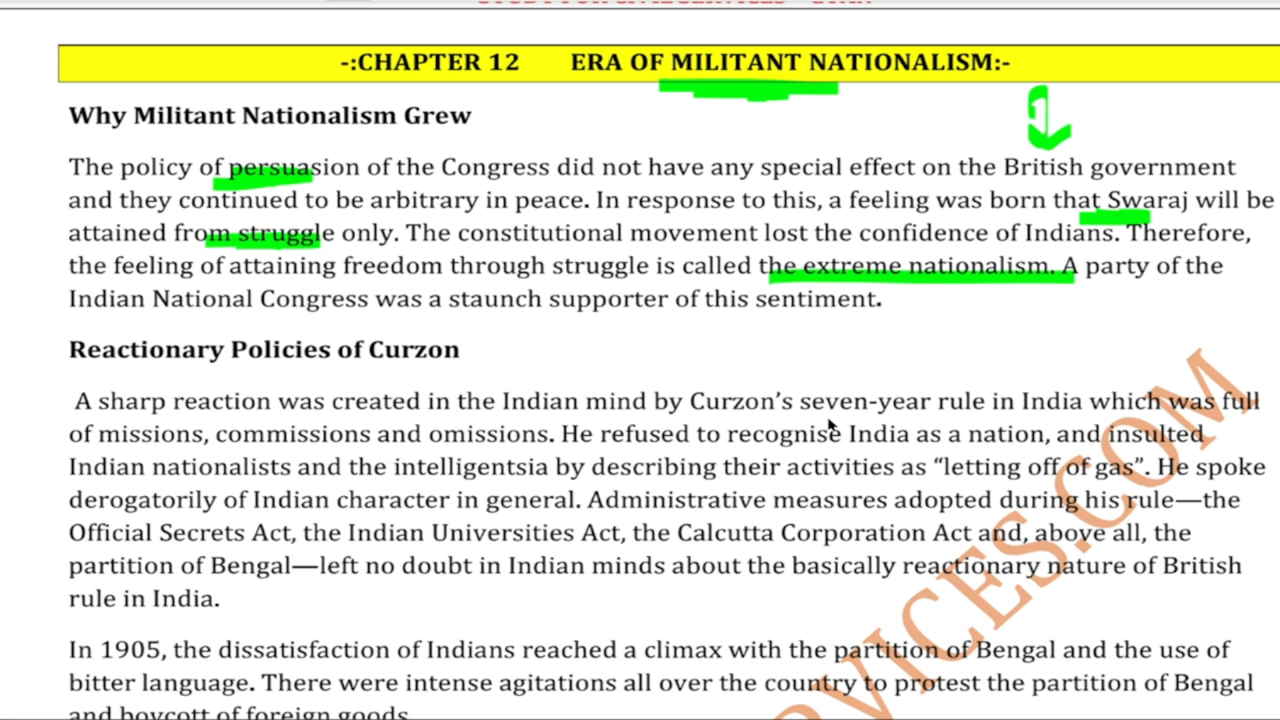 -:CHAPTER 12 ERA OF MILITANT NATIONALISM:-
Why Militant Nationalism Grew
The policy of persuasion of the Congress did not have any special effect on the British government
and they continued to be arbitrary in peace. In response to this, a feeling was born that Swaraj will be
attained from struggle only. The constitutional movement lost the confidence of Indians. Therefore,
the feeling of attaining freedom through struggle is called the extreme nationalism. A party of the
Indian National Congress was a staunch supporter of this sentiment.
Reactionary Policies of Curzon
A sharp reaction was created in the Indian mind by Curzon’s seven-year rule in India which was full
of missions, commissions and omissions. He refused to recognise India as a nation, and insulted
Indian nationalists and the intelligentsia by describing their activities as “letting off of gas”. He spoke
derogatorily of Indian character in general. Administrative measures adopted during his rule—the
Official Secrets Act, the Indian Universities Act, the Calcutta Corporation Act and, above all, the
partition of Bengal—left no doubt in Indian minds about the basically reactionary nature of British
rule in India.
In 1905, the dissatisfaction of Indians reached a climax with the partition of Bengal and the use of
bitter language. There were intense agitations all over the country to protest the partition of Bengal
and boycott of foreign goods.
RVICES.COM